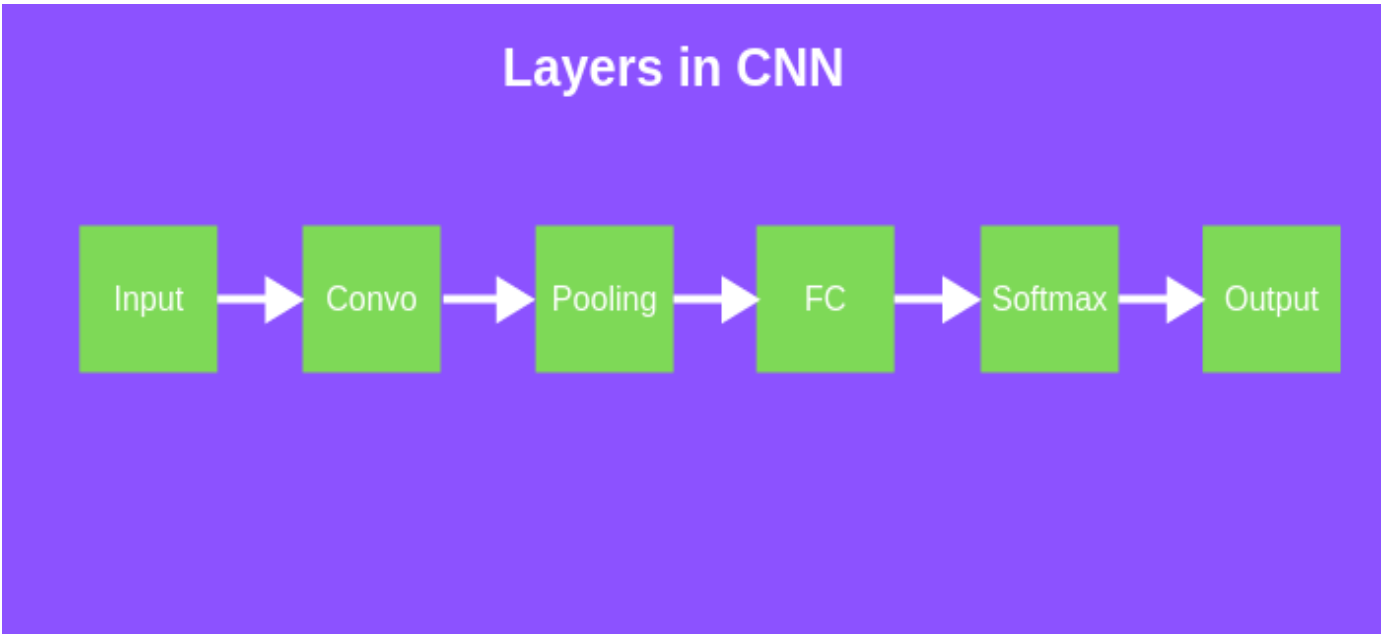 Layers in CNN
Input
Convo
Pooling
FC
Softmax
Output